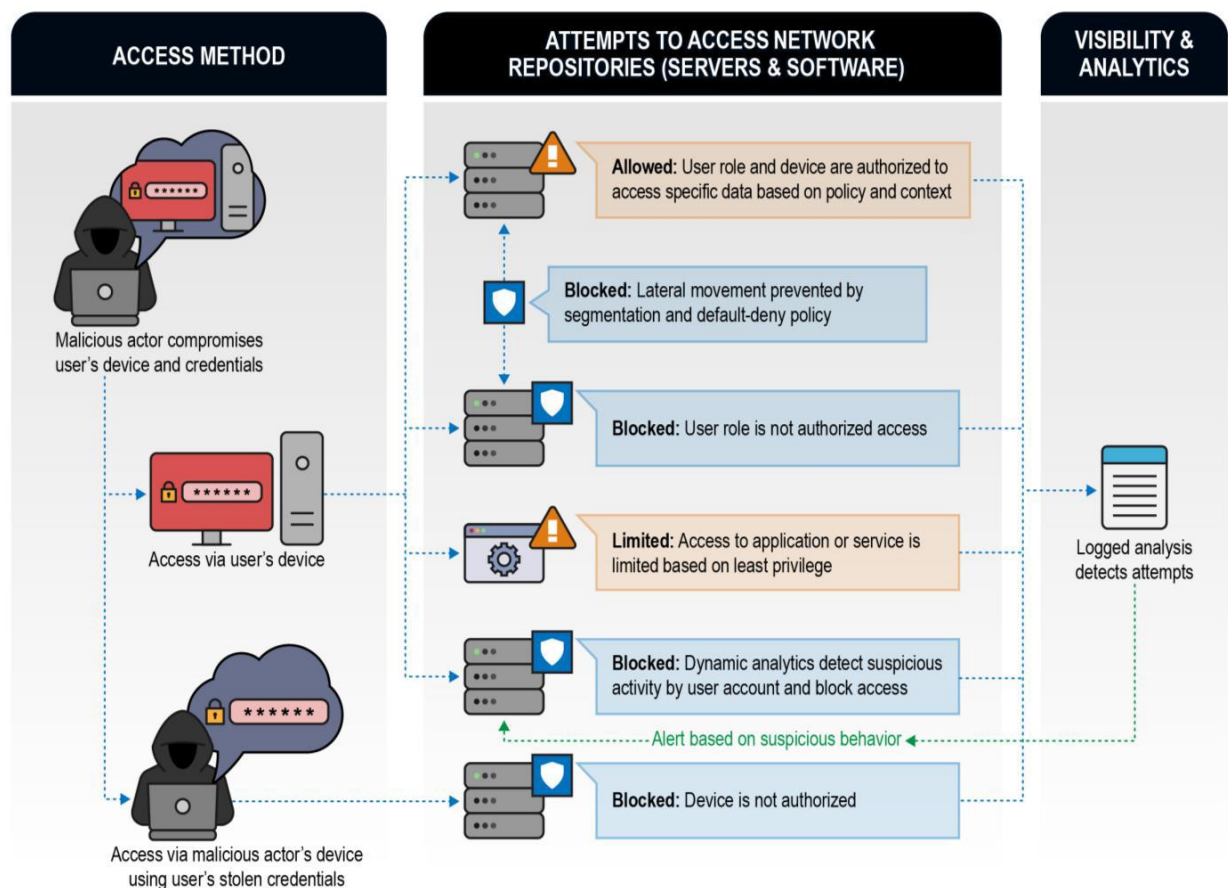 ACCESS METHOD
ATTEMPTS TO ACCESS NETWORK
REPOSITORIES (SERVERS & SOFTWARE)
VISIBILITY &
ANALYTICS
******
Malicious actor compromises
user's device and credentials
******
Access via user's device
******
Access via malicious actor's device
using user's stolen credentials
Allowed: User role and device are authorized to
access specific data based on policy and context
Blocked: Lateral movement prevented by
segmentation and default-deny policy
Blocked: User role is not authorized access
Limited: Access to application or service is
limited based on least privilege
Blocked: Dynamic analytics detect suspicious
activity by user account and block access
Alert based on suspicious behavior
Blocked: Device is not authorized
Logged analysis
detects attempts